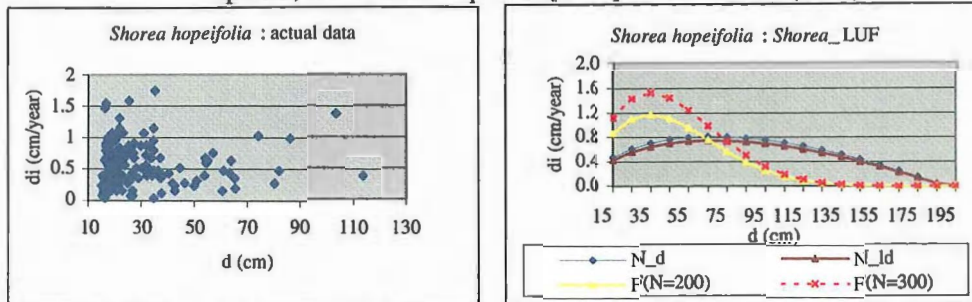 Shorea hopeifolia : actual data
di (cm/year)
2
1.5
1
0.5
0
10 30 50 70 90 110 130
d (cm)
Shorea hopeifolia : Shorea_LUF
di (cm/year)
2.0
1.6
1.2
0.8
0.4
0.0
15 35 55 75 95 115 135 155 175 195
d (cm)
N_d
N_ld
F(N=200)
F(N=300)